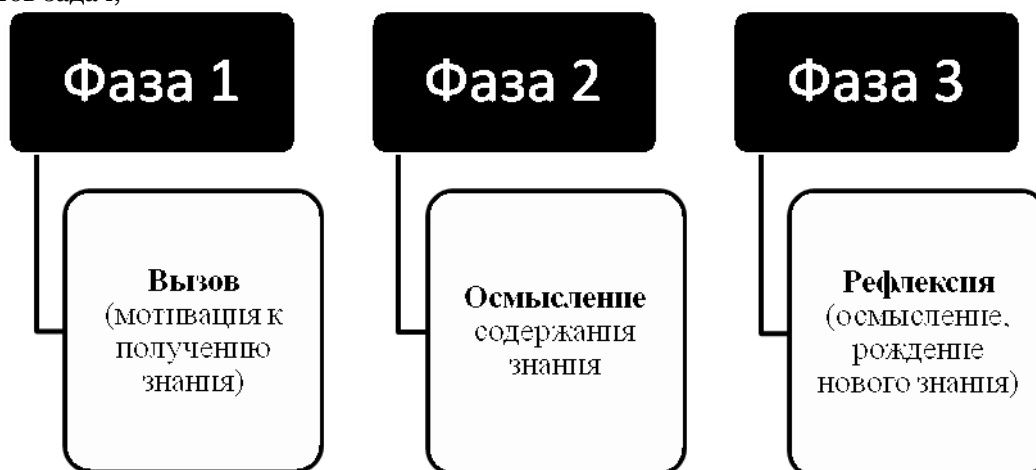 Фаза 1
Вызов
(мотивация к
получению
знания)
Фаза 2
Осмысление
содержания
знания
Фаза 3
Рефлексия
(осмысление,
рождение
нового знания)